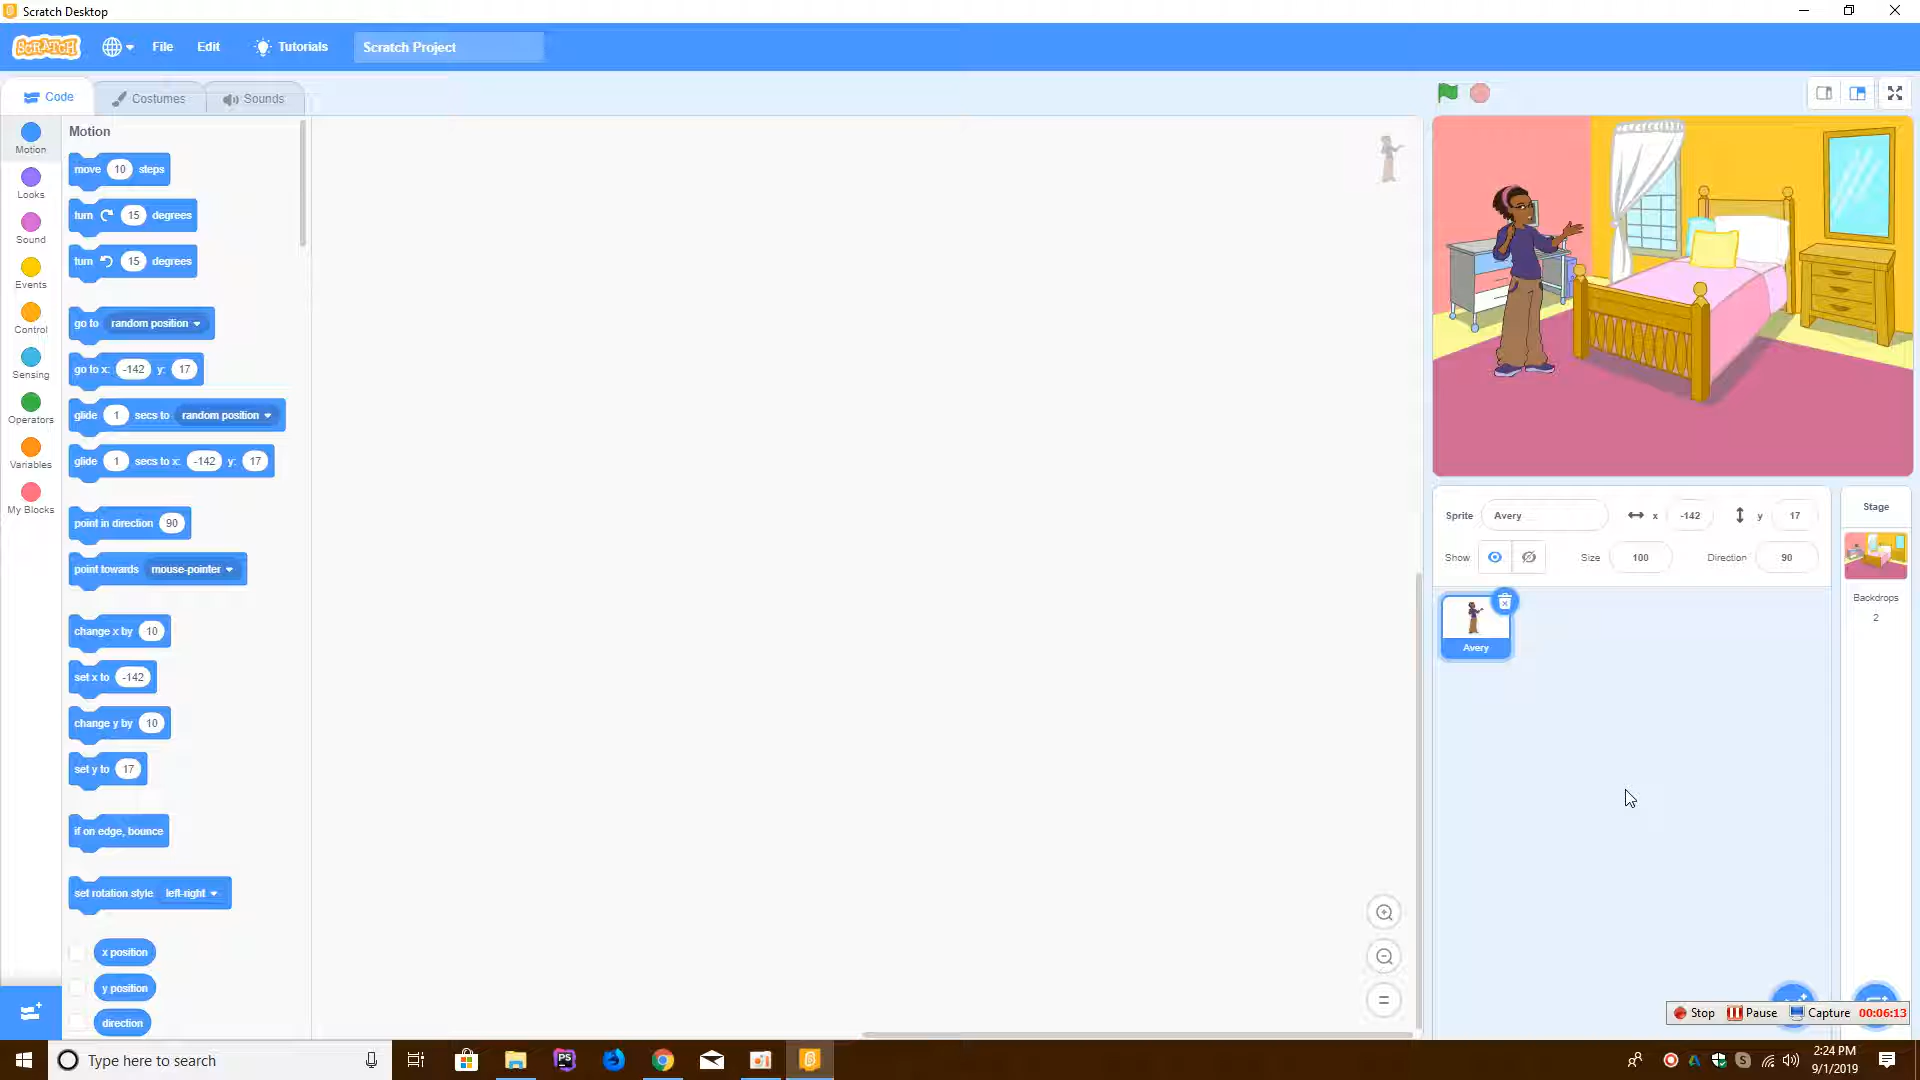 Scratch Desktop
SCRATCH File Edit Tutorials Scratch Project
Code Costumes Sounds
Motion
Looks
Sound
Events
Control
Sensing
Operators
Variables
My Blocks
Motion
move 10 steps
turn 15 degrees
turn 15 degrees
go to random position
go to x: -142 y: 17
glide 1 secs to random position
glide 1 secs to x: -142 y: 17
point in direction 90
point towards mouse-pointer
change x by 10
set x to -142
change y by 10
set y to 17
if on edge, bounce
set rotation style left-right
x position
y position
direction
Sprite Avery x -142 y 17
Show Size 100 Direction 90
Avery
Stage
Backdrops
2
Stop Pause Capture 00:06:13
Type here to search
PS
2:24 PM
9/1/2019